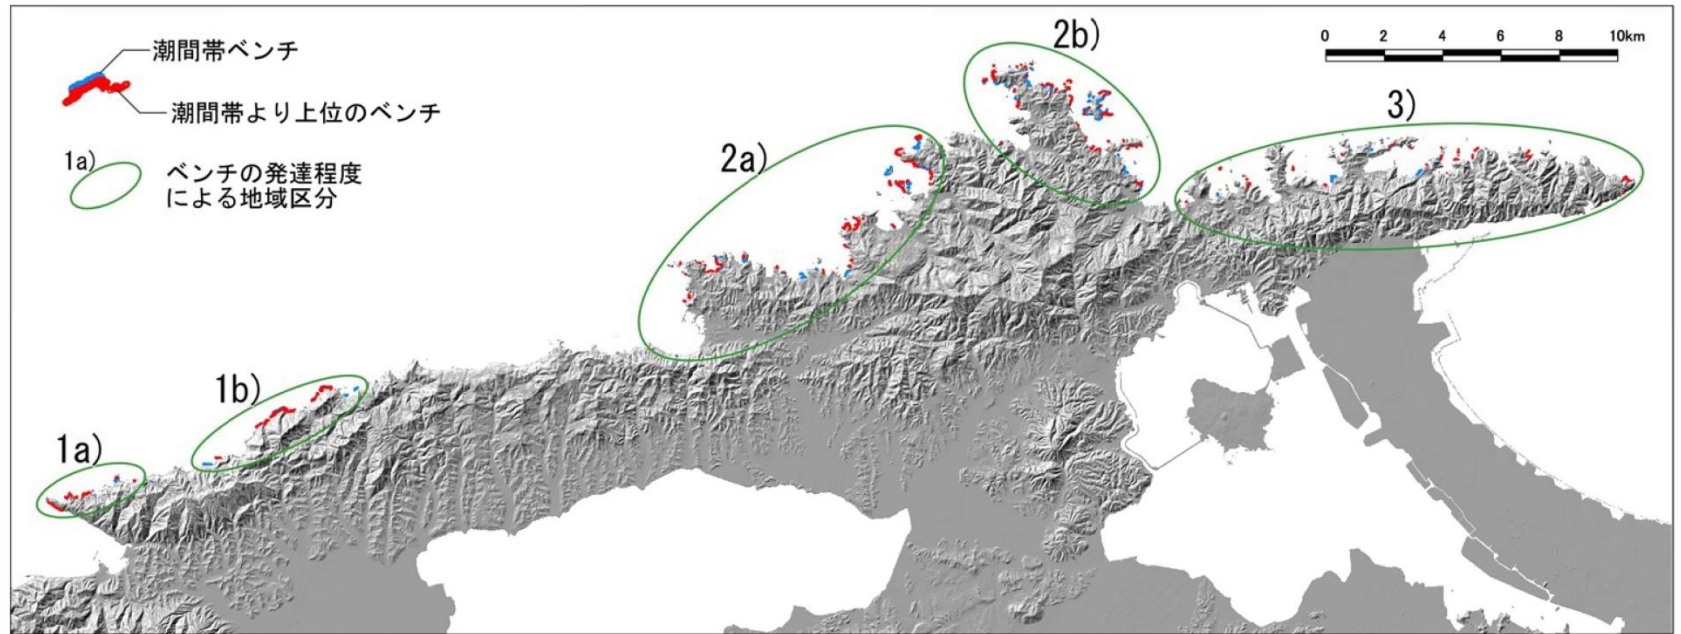 潮間帯ベンチ
潮間帯より上位のベンチ
1a)
ベンチの発達程度
による地域区分
0 2 4 6 8 10km
2b)
3)
2a)
1b)
1a)